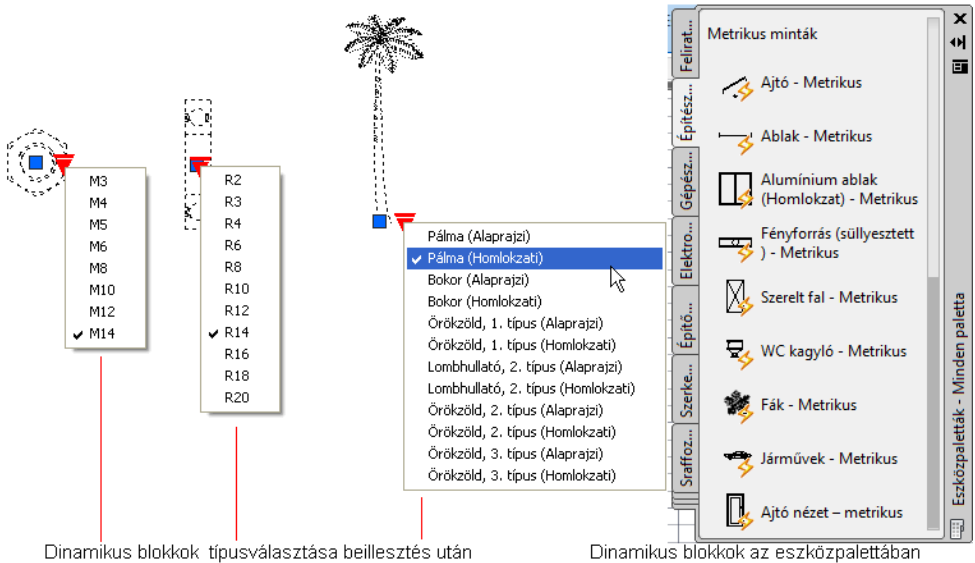 M3
M4
M5
M6
M8
M10
M12
M14
R2
R3
R4
R6
R8
R10
R12
R14
R16
R18
R20
Pálma (Alaprajzi)
Pálma (Homlokzati)
Bokor (Alaprajzi)
Bokor (Homlokzati)
Örökzöld, 1. típus (Alaprajzi)
Örökzöld, 1. típus (Homlokzati)
Lombhullató, 2. típus (Alaprajzi)
Lombhullató, 2. típus (Homlokzati)
Örökzöld, 2. típus (Alaprajzi)
Örökzöld, 2. típus (Homlokzati)
Örökzöld, 3. típus (Alaprajzi)
Örökzöld, 3. típus (Homlokzati)
Felirat...
Építész...
Gépész...
Elektro...
Építő...
Szerke...
Sraffoz...
Metrikus minták
Ajtó - Metrikus
Ablak - Metrikus
Alumínium ablak
(Homlokzat) - Metrikus
Fényforrás (süllyesztett
) - Metrikus
Szerelt fal - Metrikus
WC kagyló - Metrikus
Fák - Metrikus
Járművek - Metrikus
Ajtó nézet – metrikus
Eszközpaletták - Minden paletta
Dinamikus blokkok típusválasztása beillesztés után
Dinamikus blokkok az eszközpalettában